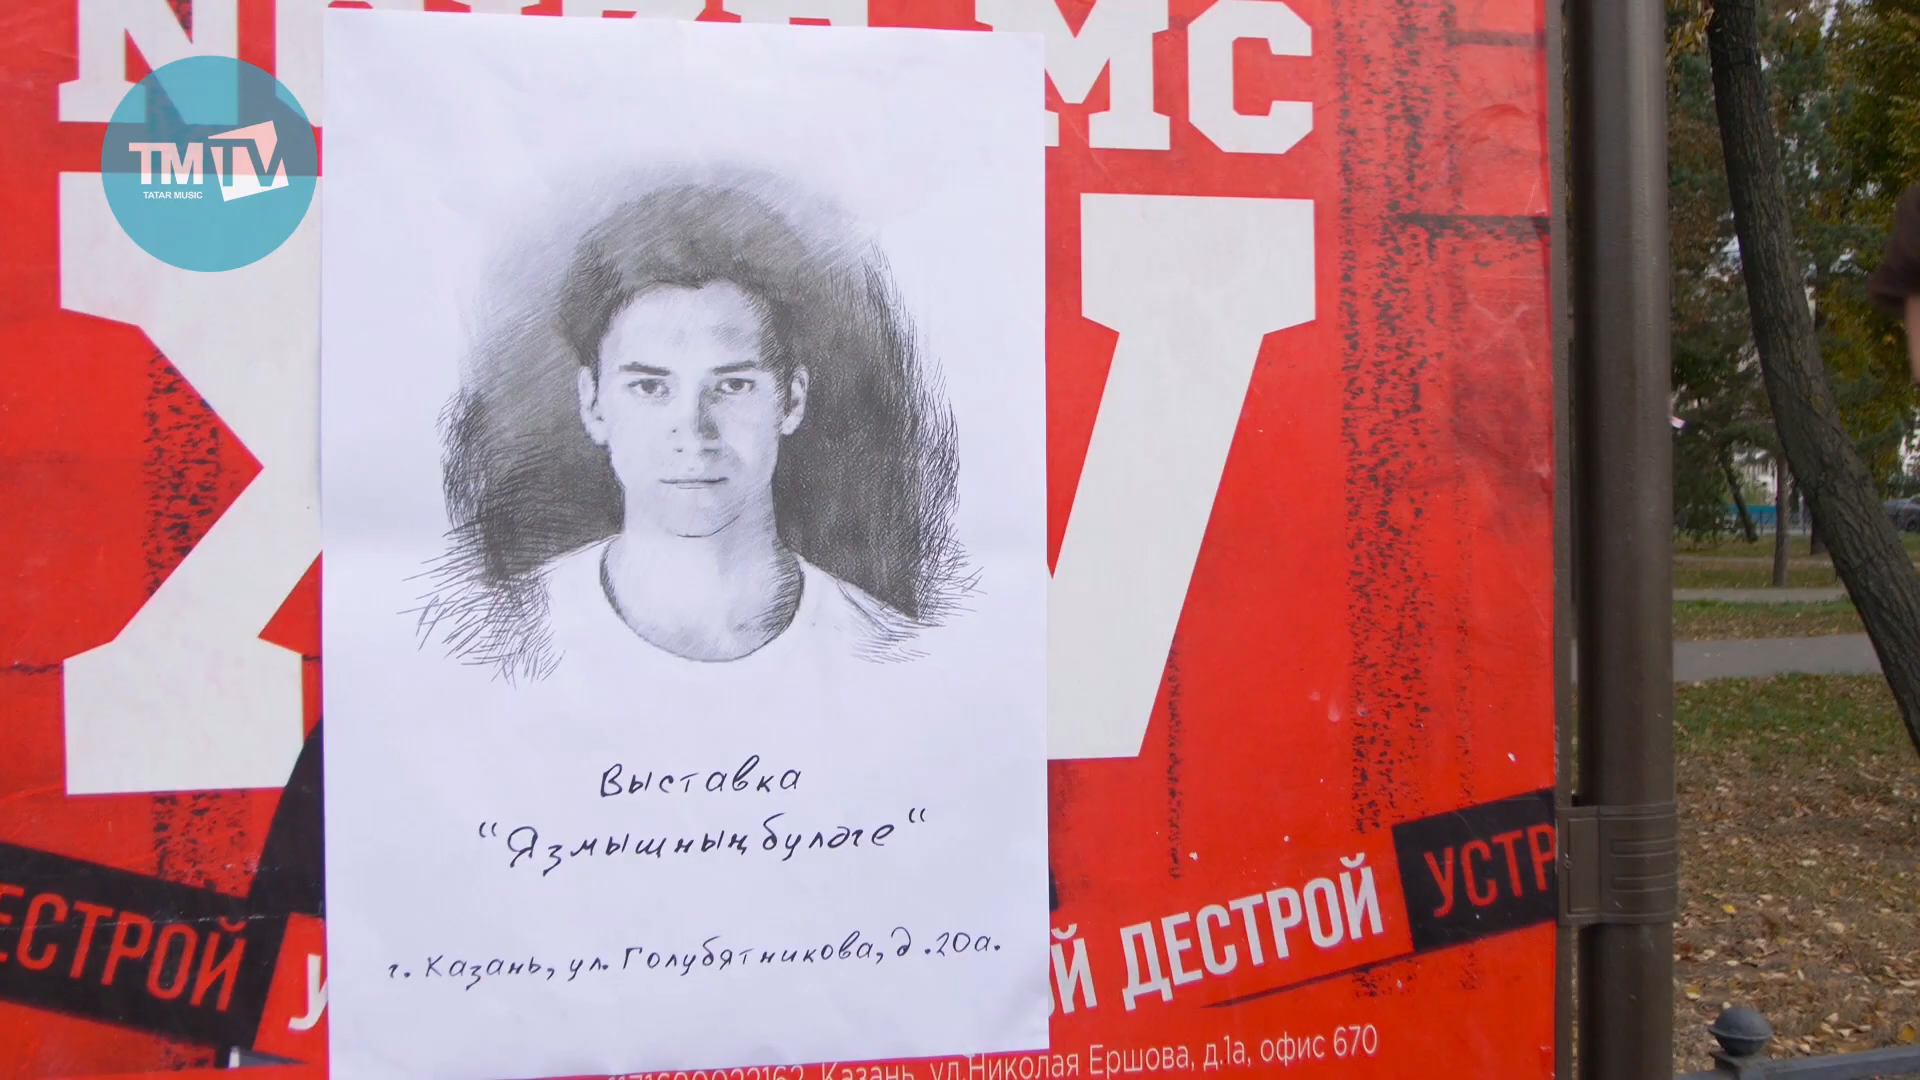 MC
TMTV
TATAR MUSIC
Выставка
"Язмышның бүләге"
г. Казань, ул. Голубятникова, д. 20а.
ЕСТРОЙ
Й ДЕСТРОЙ
УСТР
Казань, ул.Николая Ершова, д.1а, офис 670